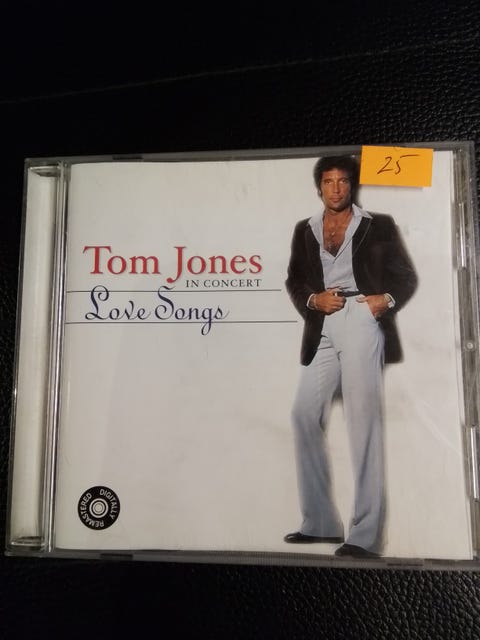 25
Tom Jones
IN CONCERT
Love Songs
DIGITALLY
REMASTERED